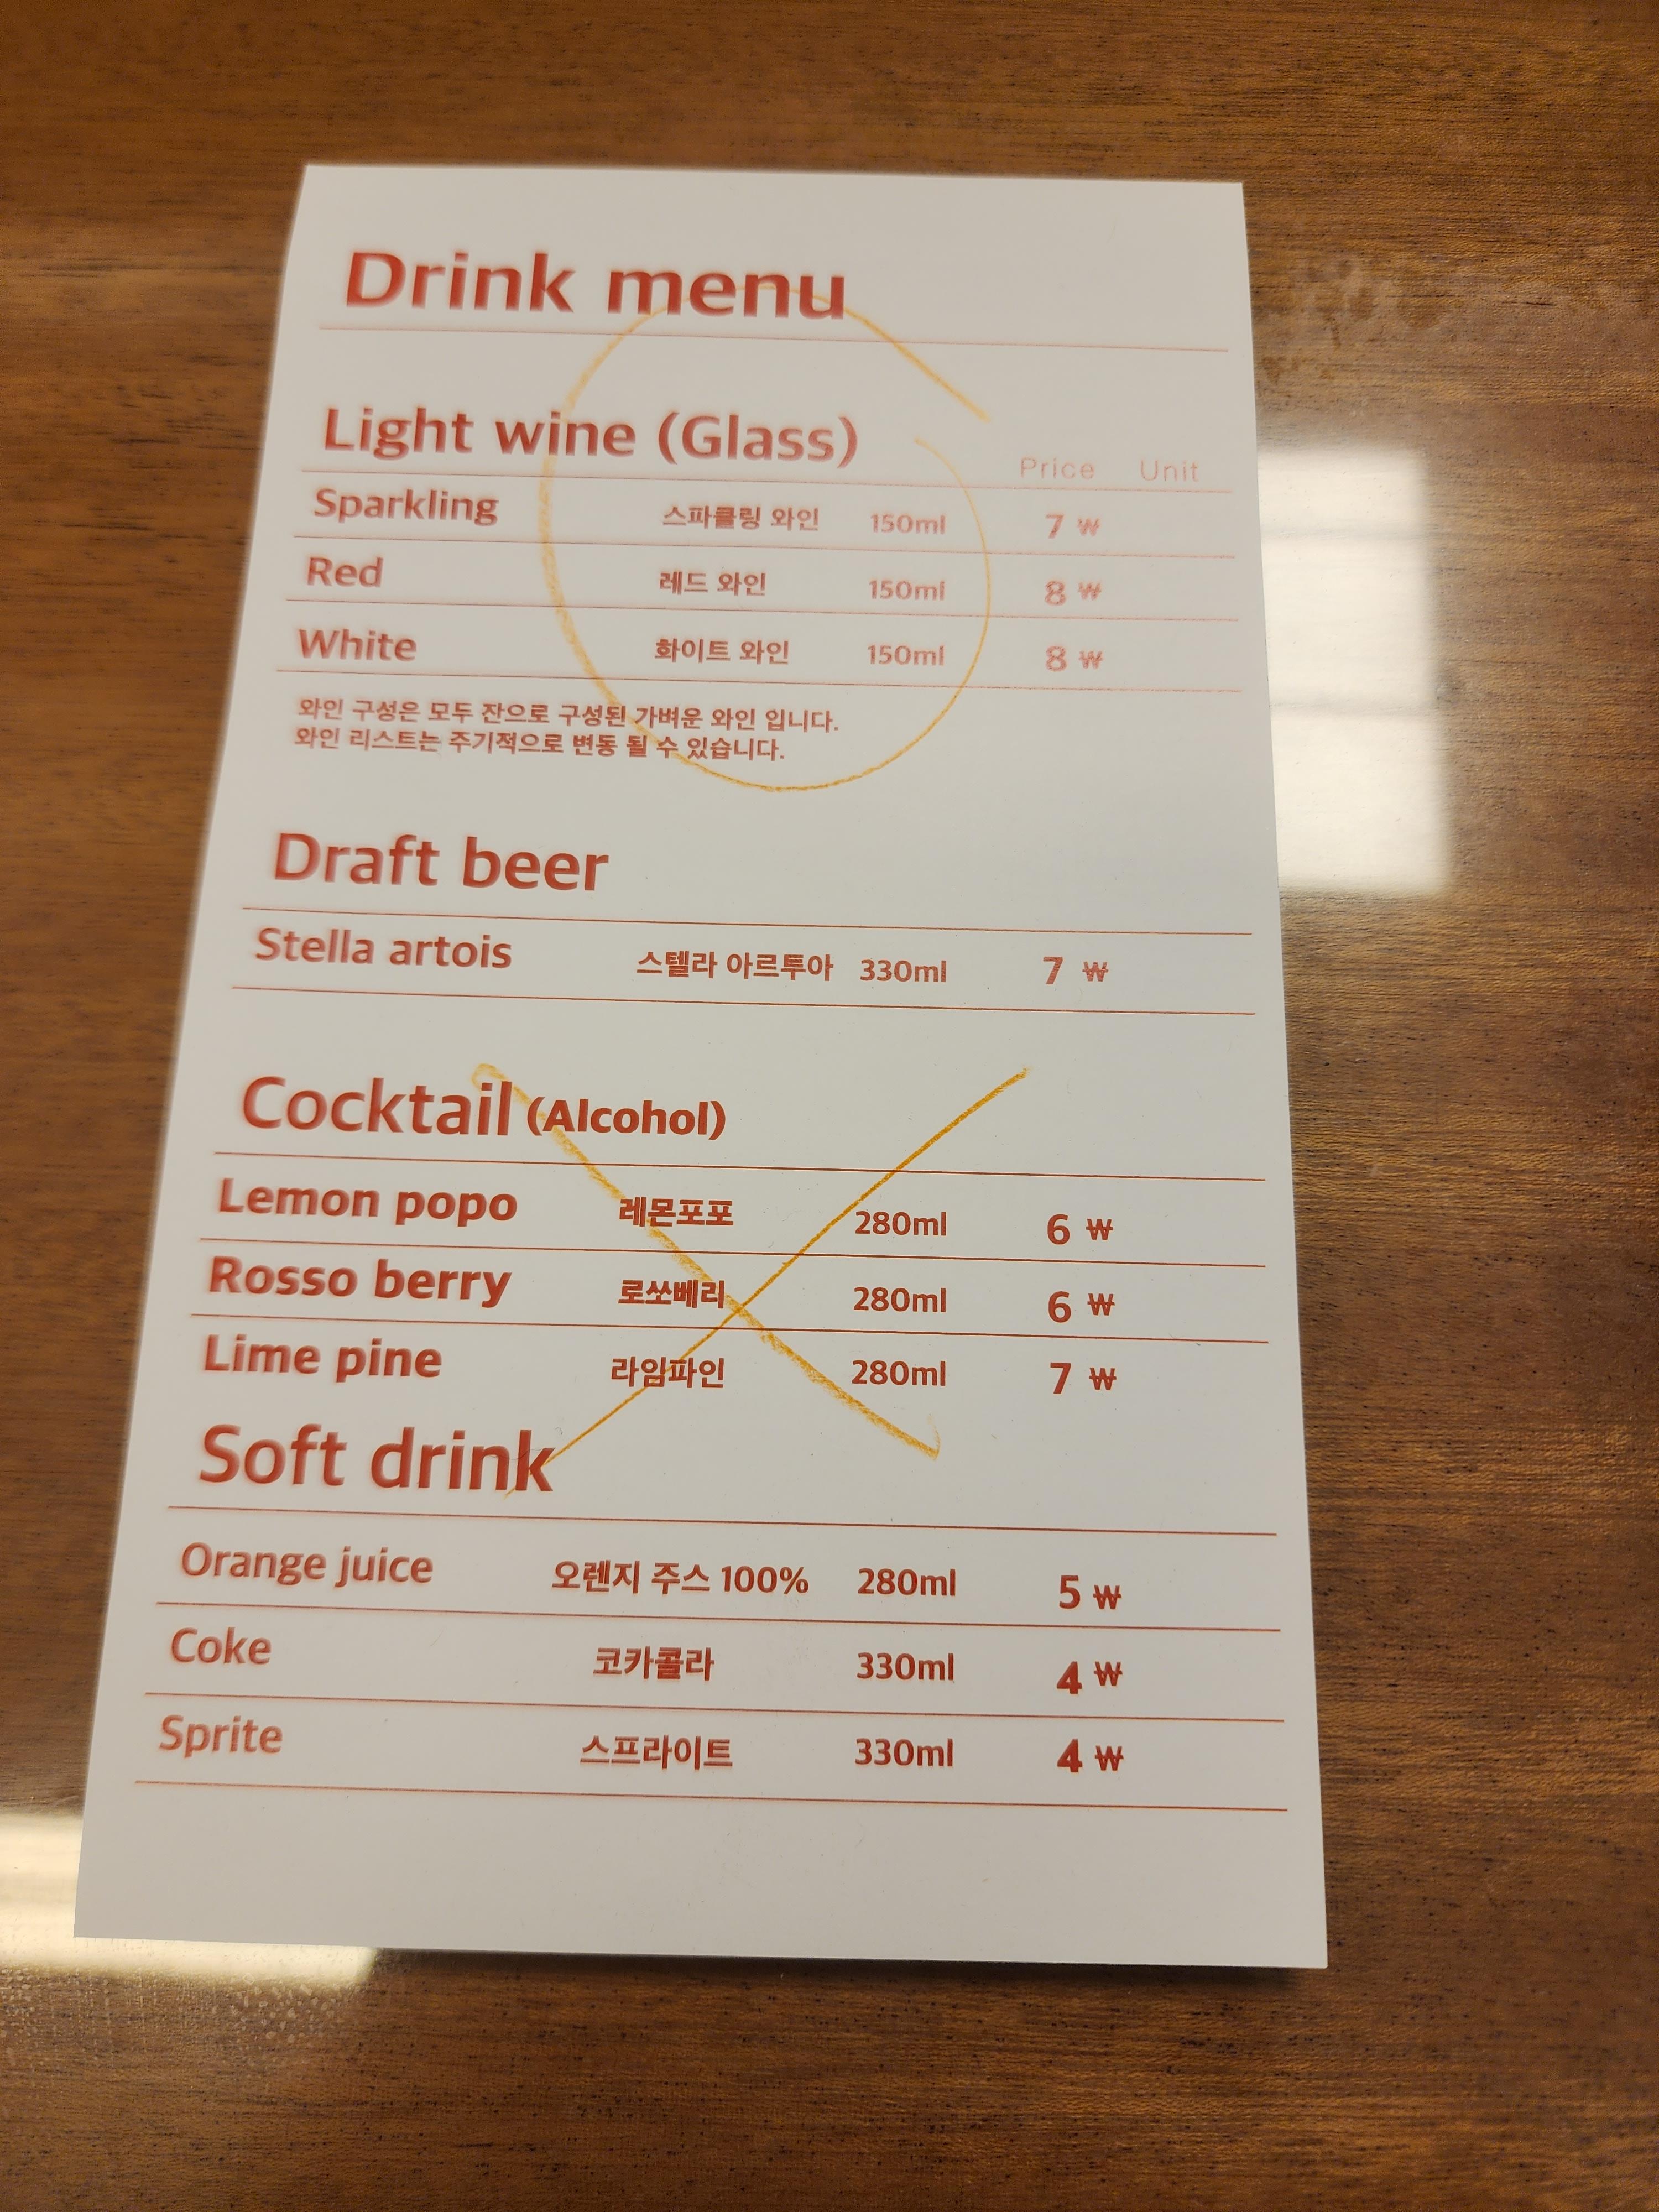 Drink menu
Light wine (Glass)
Price Unit
Sparkling 스파클링 와인 150ml 7 ₩
Red 레드 와인 150ml 8 ₩
White 화이트 와인 150ml 8 ₩
와인 구성은 모두 잔으로 구성된 가벼운 와인 입니다.
와인 리스트는 주기적으로 변동 될 수 있습니다.
Draft beer
Stella artois 스텔라 아르투아 330ml 7 ₩
Cocktail (Alcohol)
Lemon popo 레몬포포 280ml 6 ₩
Rosso berry 로쏘베리 280ml 6 ₩
Lime pine 라임파인 280ml 7 ₩
Soft drink
Orange juice 오렌지 주스 100% 280ml 5 ₩
Coke 코카콜라 330ml 4 ₩
Sprite 스프라이트 330ml 4 ₩